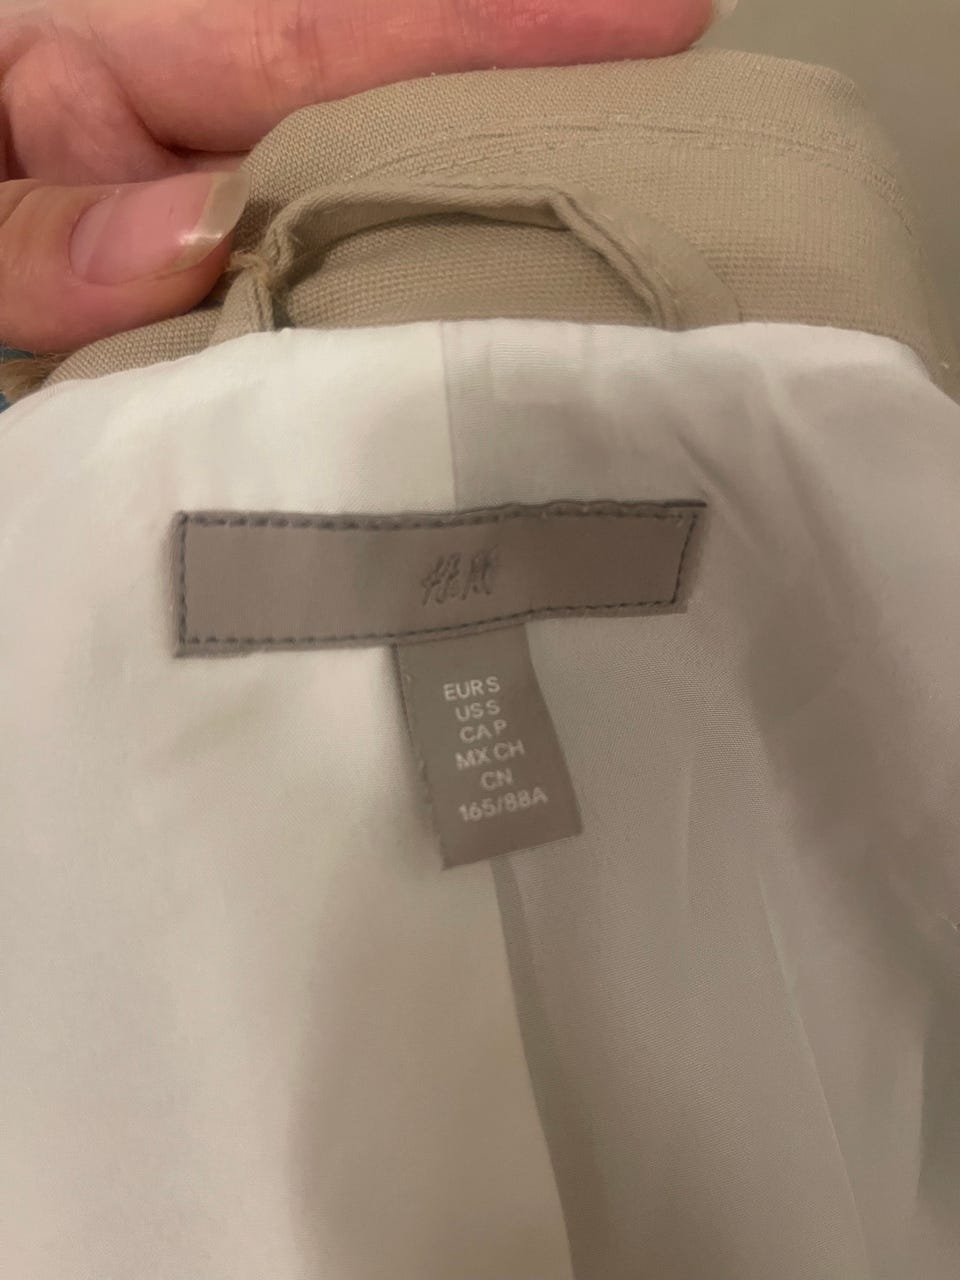 H&M
EUR S
US S
CA P
MX CH
CN
165/88A